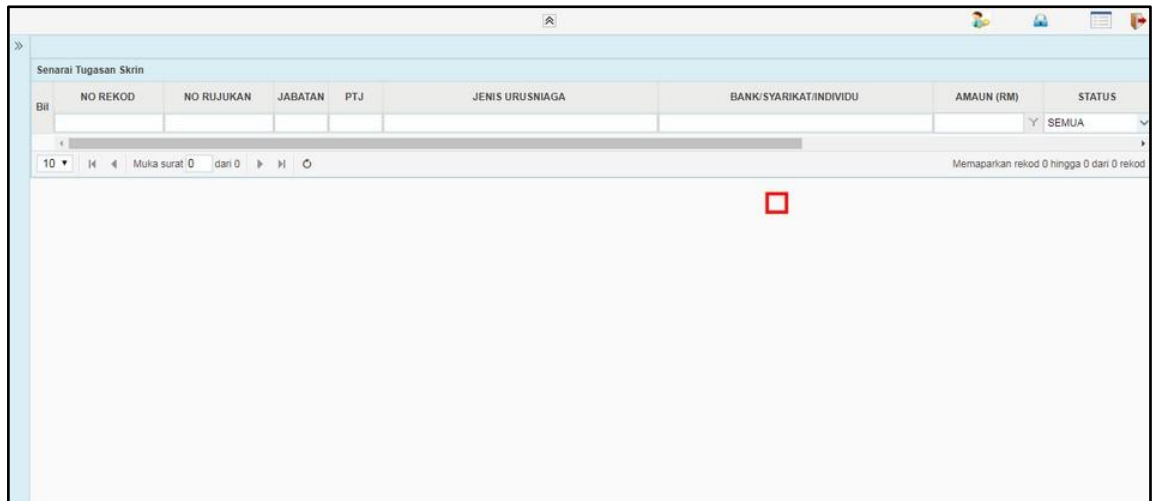 Senarai Tugasan Skrin
Bil NO REKOD NO RUJUKAN JABATAN PTJ JENIS URUSNIAGA BANK/SYARIKAT/INDIVIDU AMAUN (RM) STATUS
SEMUA
10 Muka surat 0 dari 0 Memaparkan rekod 0 hingga 0 dari 0 rekod